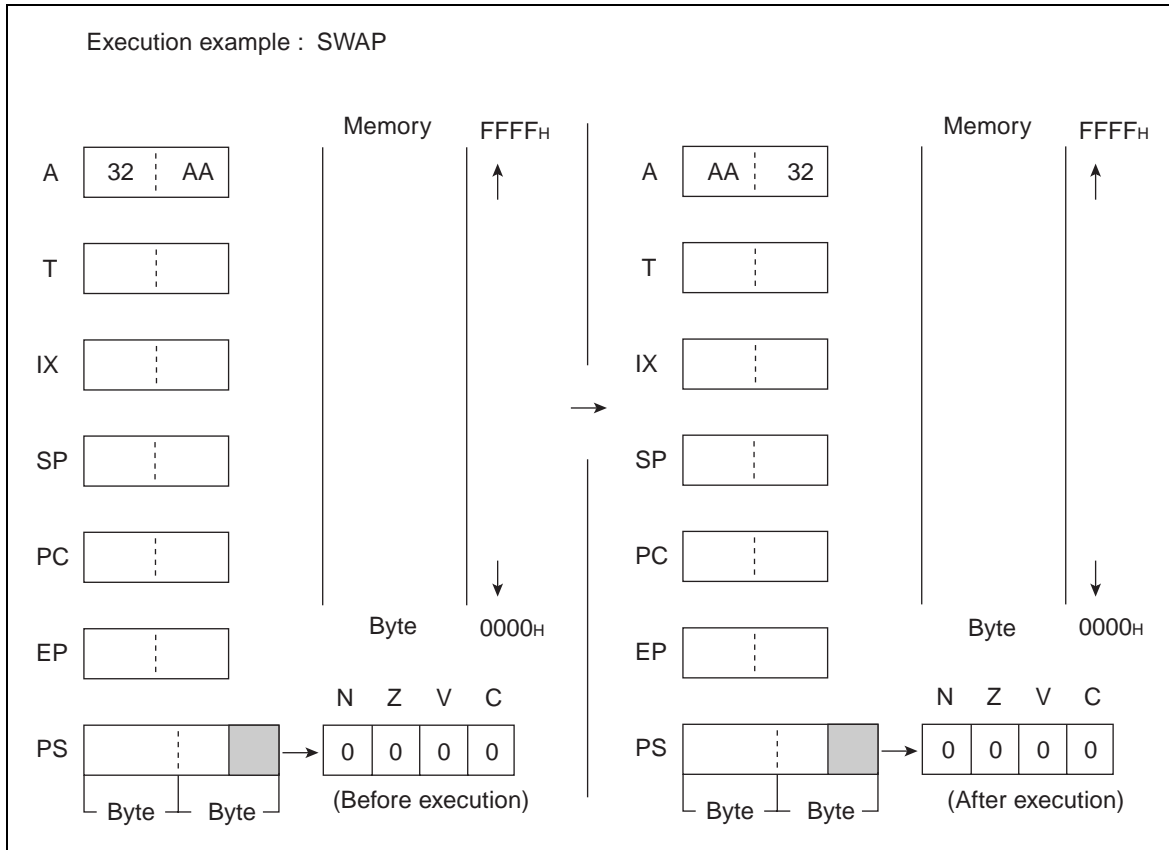 Execution example : SWAP
Memory FFFFH
A 32 AA
T
IX
SP
PC
EP
Byte 0000H
N Z V C
PS 0 0 0 0
Byte Byte
(Before execution)
Memory FFFFH
A AA 32
T
IX
SP
PC
EP
Byte 0000H
N Z V C
PS 0 0 0 0
Byte Byte
(After execution)